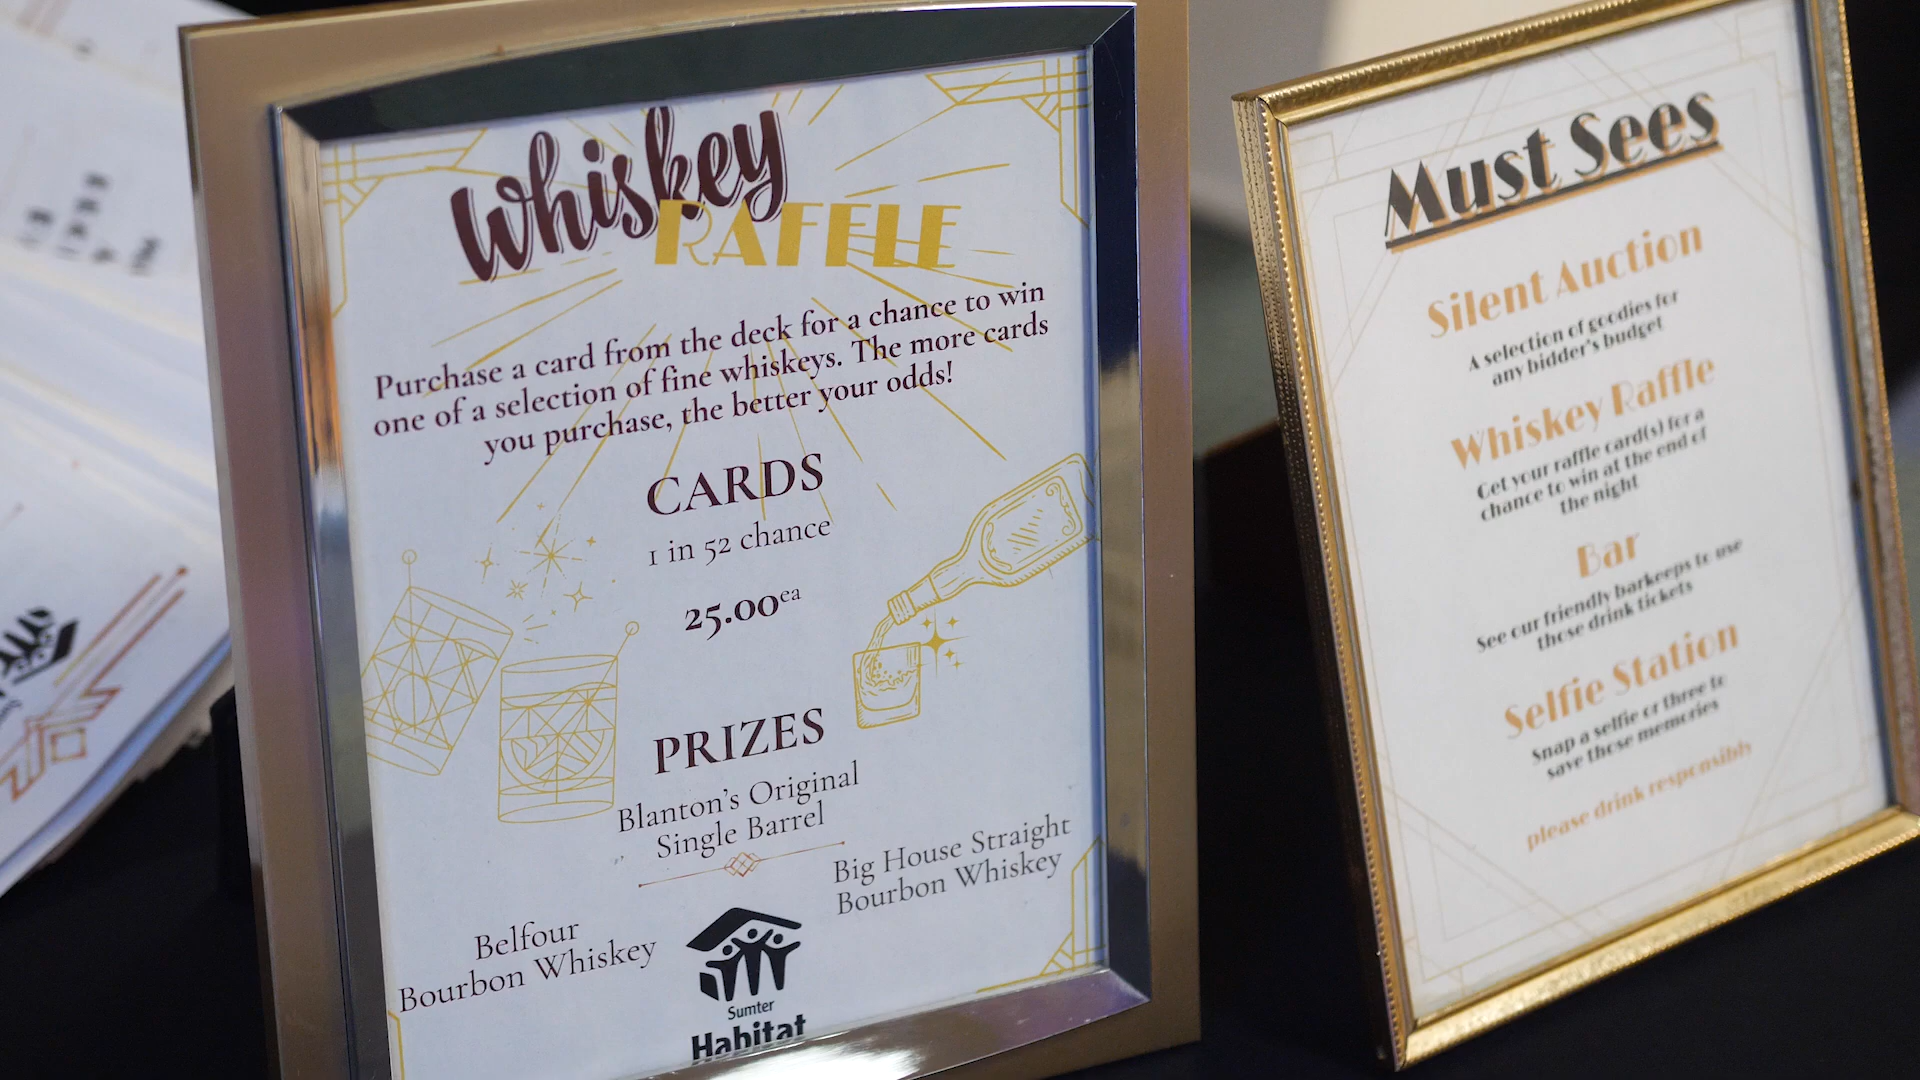 Whiskey
RAFFLE
Purchase a card from the deck for a chance to win
one of a selection of fine whiskeys. The more cards
you purchase, the better your odds!
CARDS
1 in 52 chance
25.00ea
PRIZES
Blanton's Original
Single Barrel
Big House Straight
Bourbon Whiskey
Belfour
Bourbon Whiskey
Sumter
Habitat
Must Sees
Silent Auction
A selection of goodies for
any bidder's budget
Whiskey Raffle
Get your raffle card(s) for a
chance to win at the end of
the night
Bar
See our friendly barkeeps to use
those drink tickets
Selfie Station
Snap a selfie or three to
save those memories
please drink responsibly